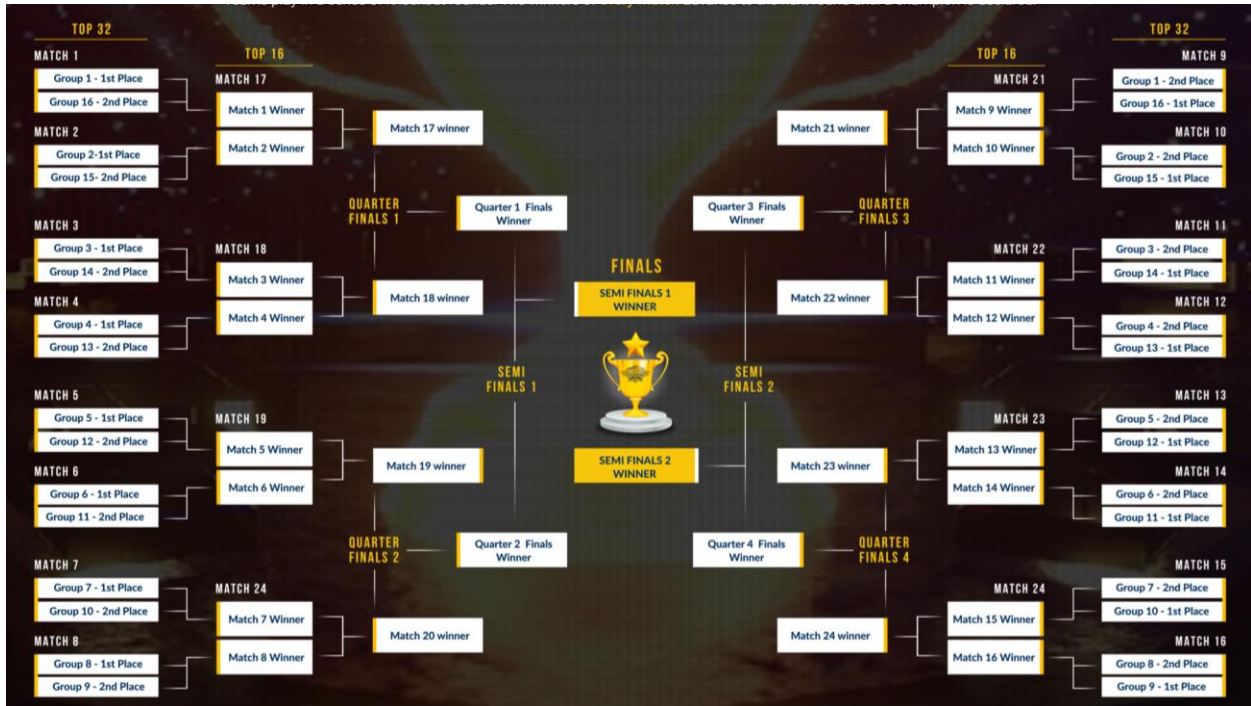 TOP 32
MATCH 1
Group 1 - 1st Place
Group 16 - 2nd Place
MATCH 2
Group 2-1st Place
Group 15- 2nd Place
MATCH 3
Group 3 - 1st Place
Group 14 - 2nd Place
MATCH 4
Group 4 - 1st Place
Group 13 - 2nd Place
MATCH 5
Group 5 - 1st Place
Group 12 - 2nd Place
MATCH 6
Group 6 - 1st Place
Group 11 - 2nd Place
MATCH 7
Group 7 - 1st Place
Group 10 - 2nd Place
MATCH 8
Group 8 - 1st Place
Group 9 - 2nd Place
TOP 16
MATCH 17
Match 1 Winner
Match 2 Winner
MATCH 18
Match 3 Winner
Match 4 Winner
MATCH 19
Match 5 Winner
Match 6 Winner
MATCH 24
Match 7 Winner
Match 8 Winner
Match 17 winner
QUARTER
FINALS 1
Match 18 winner
Match 19 winner
QUARTER
FINALS 2
Match 20 winner
Quarter 1 Finals
Winner
SEMI
FINALS 1
Quarter 2 Finals
Winner
FINALS
SEMI FINALS 1
WINNER
SEMI FINALS 2
WINNER
Quarter 3 Finals
Winner
SEMI
FINALS 2
Quarter 4 Finals
Winner
Match 21 winner
QUARTER
FINALS 3
Match 22 winner
Match 23 winner
QUARTER
FINALS 4
Match 24 winner
TOP 16
MATCH 21
Match 9 Winner
Match 10 Winner
MATCH 22
Match 11 Winner
Match 12 Winner
MATCH 23
Match 13 Winner
Match 14 Winner
MATCH 24
Match 15 Winner
Match 16 Winner
TOP 32
MATCH 9
Group 1 - 2nd Place
Group 16 - 1st Place
MATCH 10
Group 2 - 2nd Place
Group 15 - 1st Place
MATCH 11
Group 3 - 2nd Place
Group 14 - 1st Place
MATCH 12
Group 4 - 2nd Place
Group 13 - 1st Place
MATCH 13
Group 5 - 2nd Place
Group 12 - 1st Place
MATCH 14
Group 6 - 2nd Place
Group 11 - 1st Place
MATCH 15
Group 7 - 2nd Place
Group 10 - 1st Place
MATCH 16
Group 8 - 2nd Place
Group 9 - 1st Place